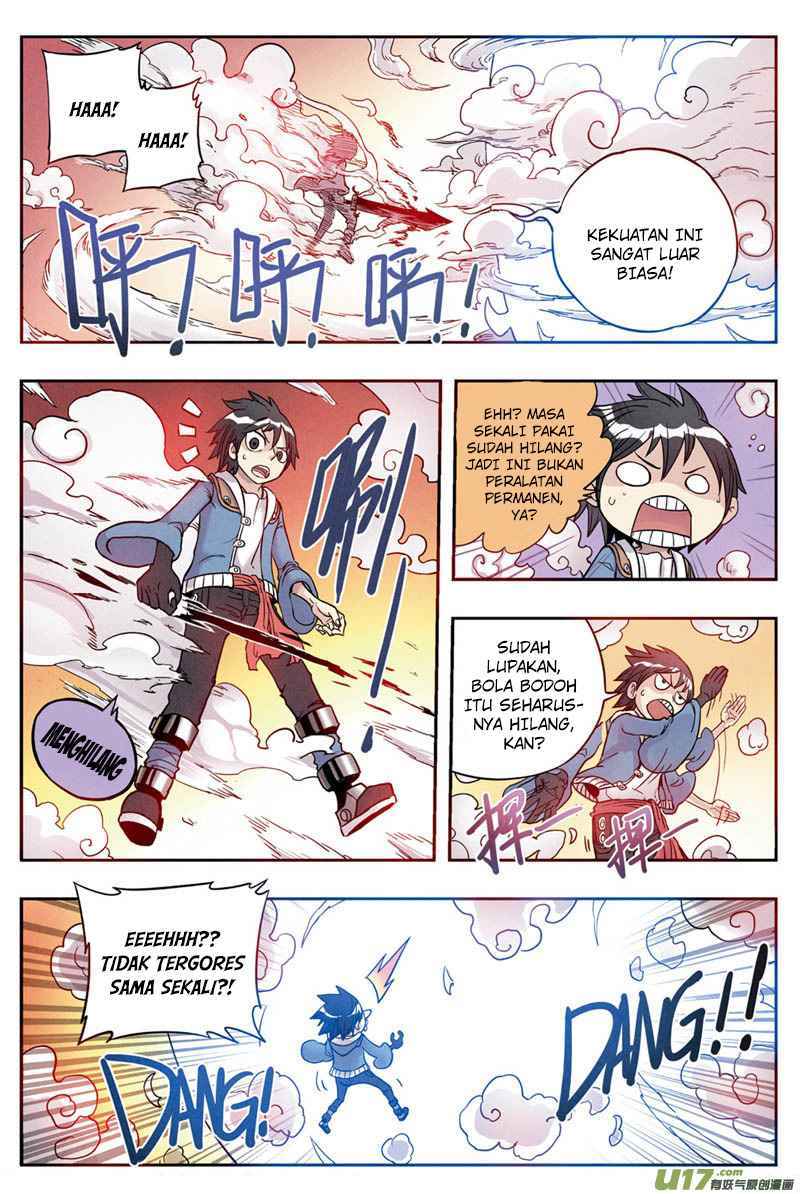 HAAA!
HAAA!
KEKUATAN INI
SANGAT LUAR
BIASA!
呼! 呼! 呼!
EHH? MASA
SEKALI PAKAI
SUDAH HILANG?
JADI INI BUKAN
PERALATAN
PERMANEN,
YA?
唰!
MENGHILANG
SUDAH
LUPAKAN,
BOLA BODOH
ITU SEHARUS-
NYA HILANG,
KAN?
挥一 挥一
EEEEHHH??
TIDAK TERGORES
SAMA SEKALI?!
DANG!
DANG!!
U17.com
有妖气原创漫画